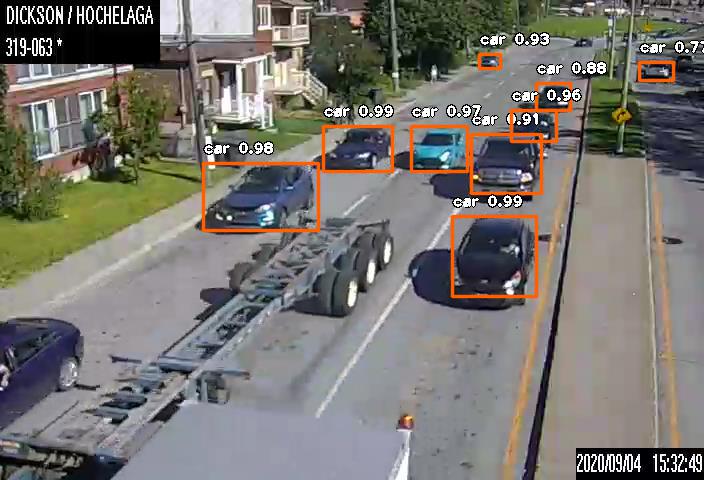 DICKSON / HOCHELAGA
319-063 *
car 0.93
car 0.77
car 0.88
car 0.96
car 0.99
car 0.97
car 0.91
car 0.98
car 0.99
2020/09/04 15:32:49